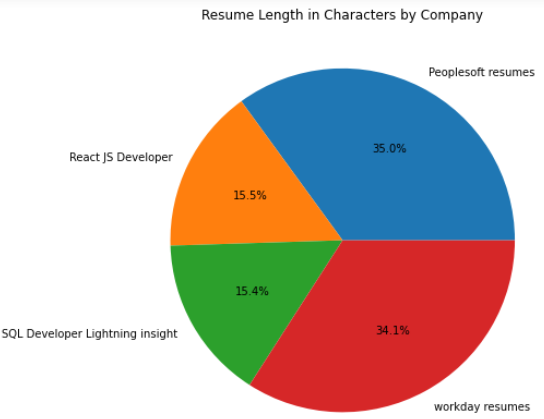 Resume Length in Characters by Company
Peoplesoft resumes
35.0%
React JS Developer
15.5%
15.4%
SQL Developer Lightning insight
34.1%
workday resumes